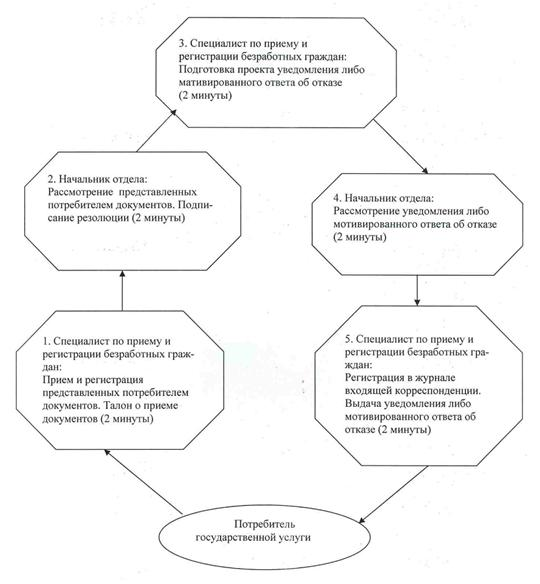 3. Специалист по приему и
регистрации безработных граждан:
Подготовка проекта уведомления либо
мативированного ответа об отказе
(2 минуты)
2. Начальник отдела:
Рассмотрение представленных
потребителем документов. Подпи-
сание резолюции (2 минуты)
4. Начальник отдела:
Рассмотрение уведомления либо
мотивированного ответа об отказе
(2 минуты)
1. Специалист по приему и
регистрации безработных граж-
дан:
Прием и регистрация
представленных потребителем
документов. Талон о приеме
документов (2 минуты)
5. Специалист по приему и
регистрации безработных гра-
ждан:
Регистрация в журнале
входящей корреспонденции.
Выдача уведомления либо
мотивированного ответа об
отказе (2 минуты)
Потребитель
государственной услуги